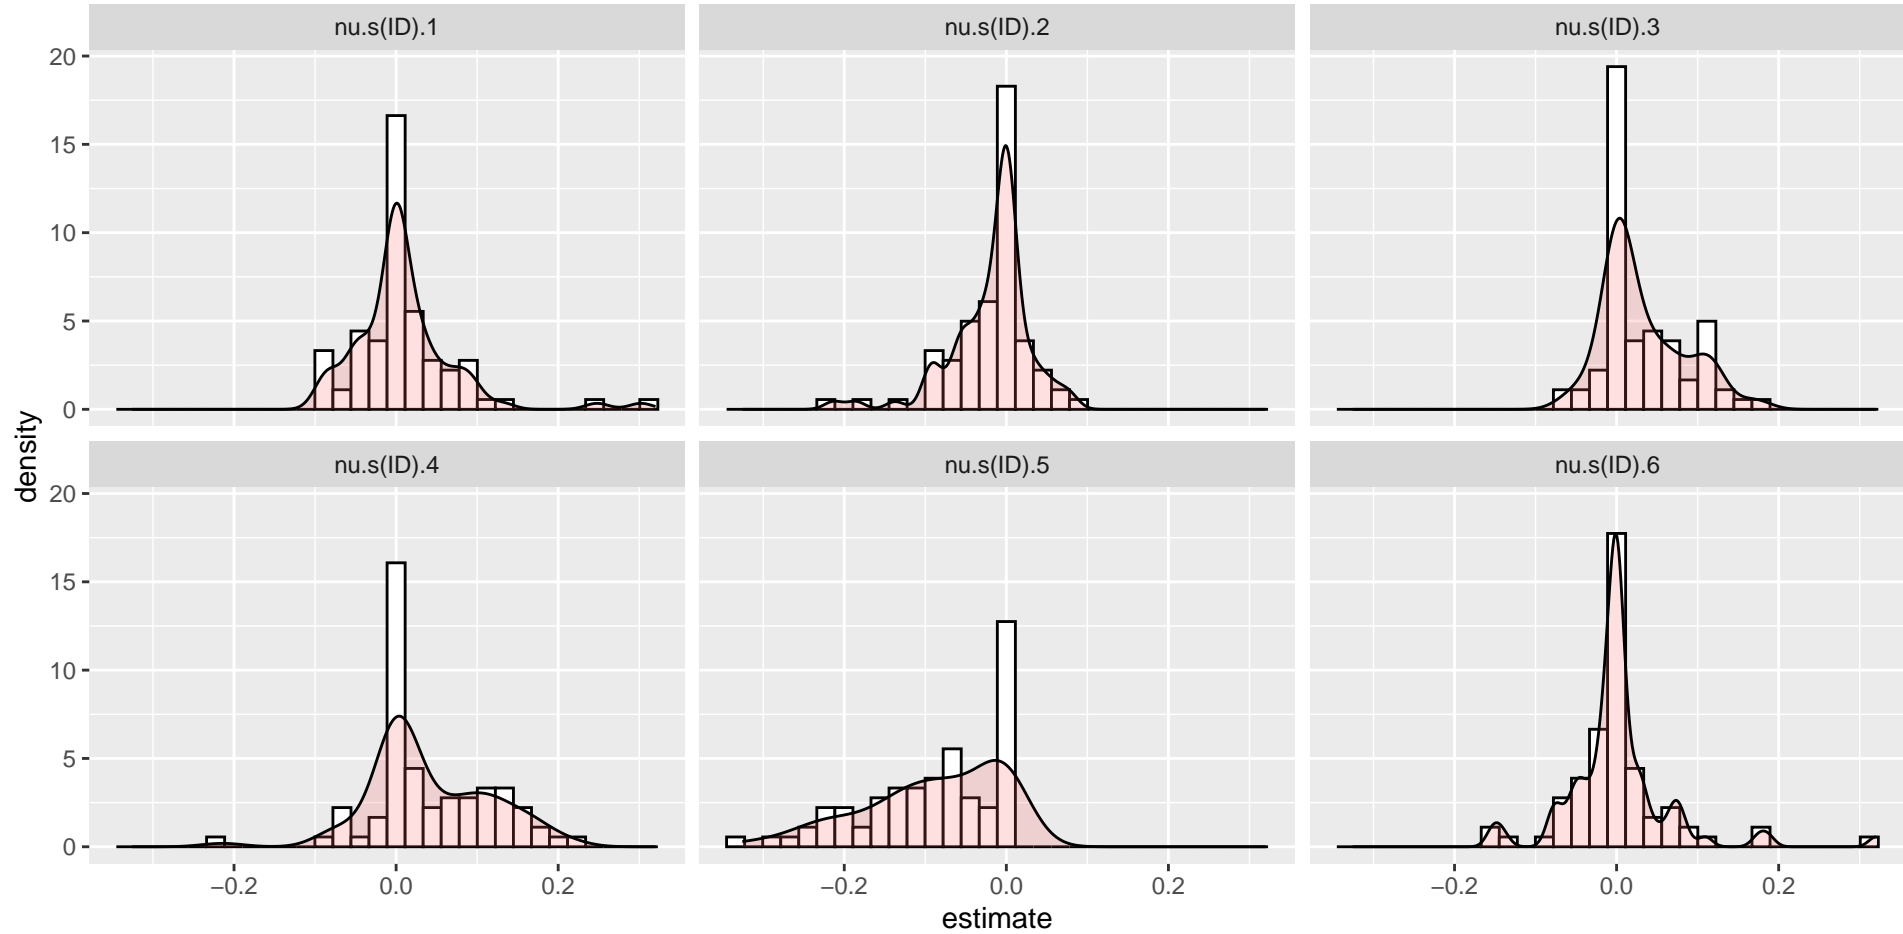 nu.s(ID).1 nu.s(ID).2 nu.s(ID).3
20
15
10
5
0
nu.s(ID).4 nu.s(ID).5 nu.s(ID).6
20
15
10
5
0
−0.2 0.0 0.2 −0.2 0.0 0.2 −0.2 0.0 0.2
estimate
density